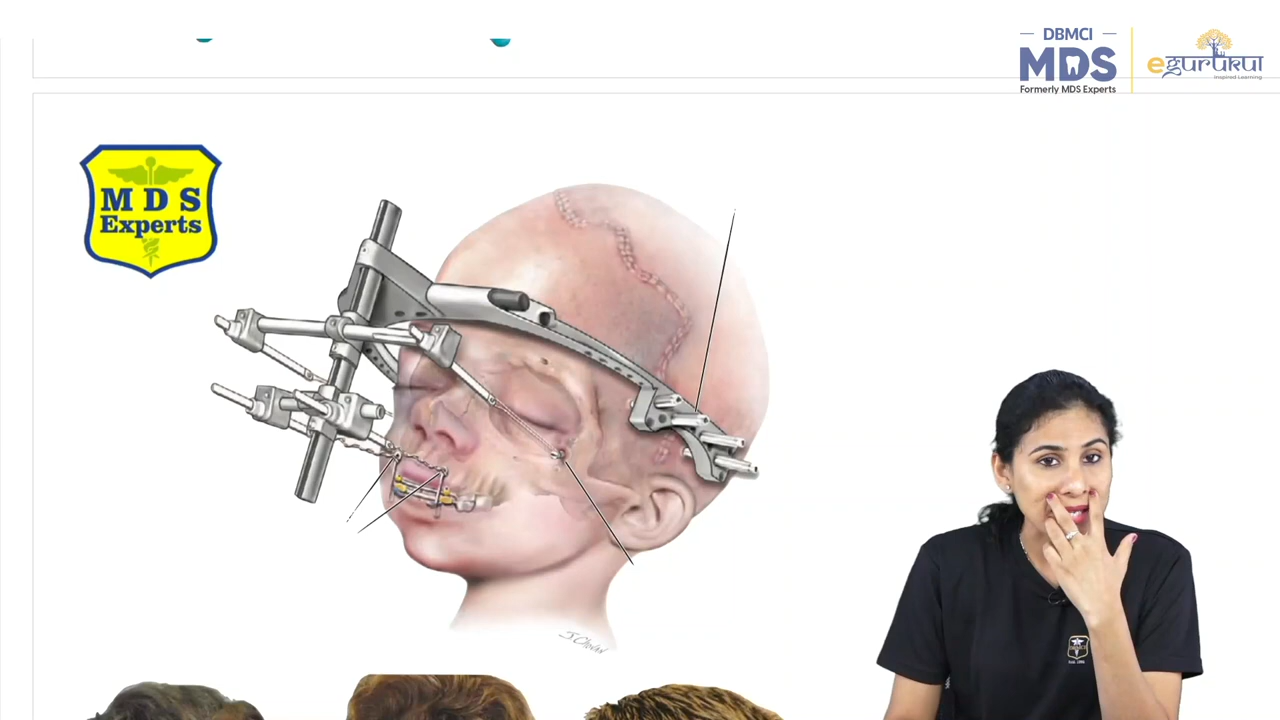 DBMCI
MDS
Formerly MDS Experts
egurukul
Inspired Learning
MDS
Experts